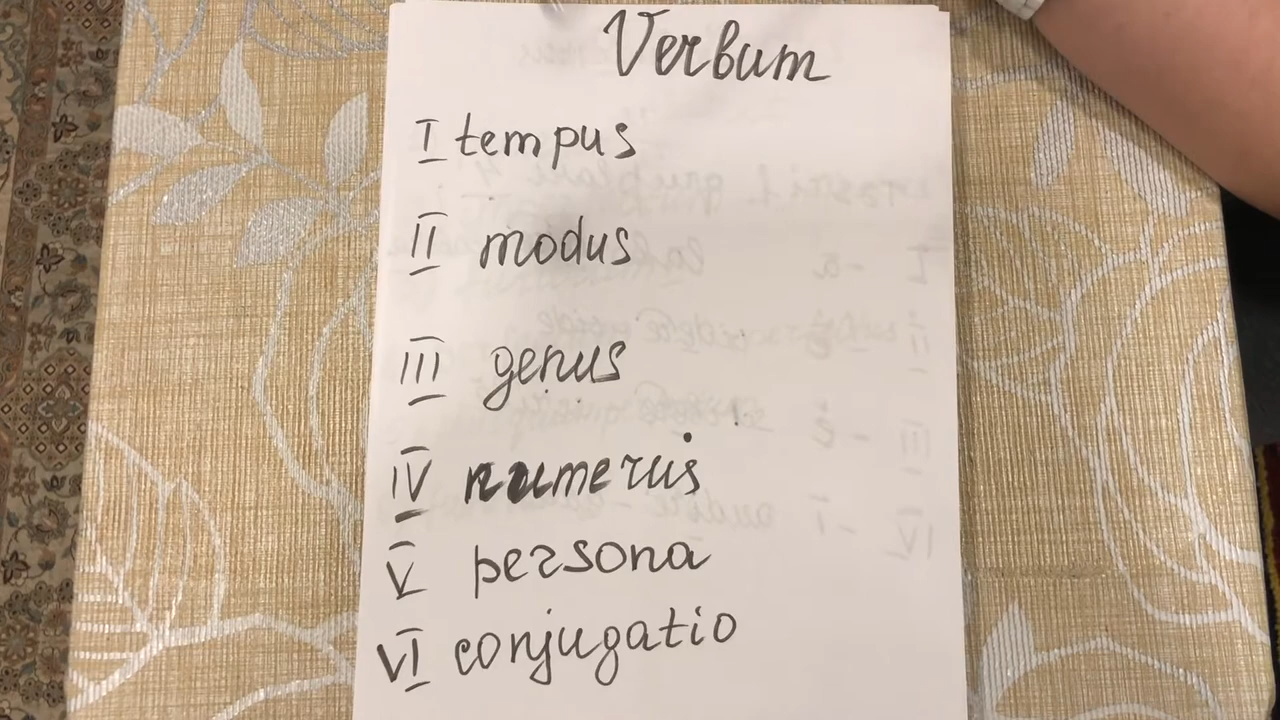 Verbum
I tempus
II modus
III genus
IV numerus
V persona
VI conjugatio